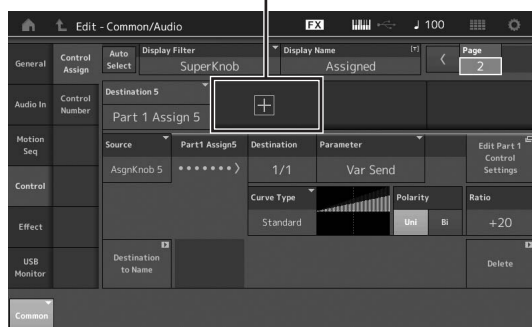 Edit - Common/Audio FX ♩ 100
General Control Assign Auto Select Display Filter SuperKnob Display Name [T] Assigned Page 2
Audio In Control Number Destination 5 Part 1 Assign 5 +
Motion Seq Source AsgnKnob 5 Part1 Assign5 Destination 1/1 Parameter Var Send Edit Part 1 Control Settings
Control Curve Type Standard Polarity Uni Bi Ratio +20
Effect
USB Monitor Destination to Name Delete
Common